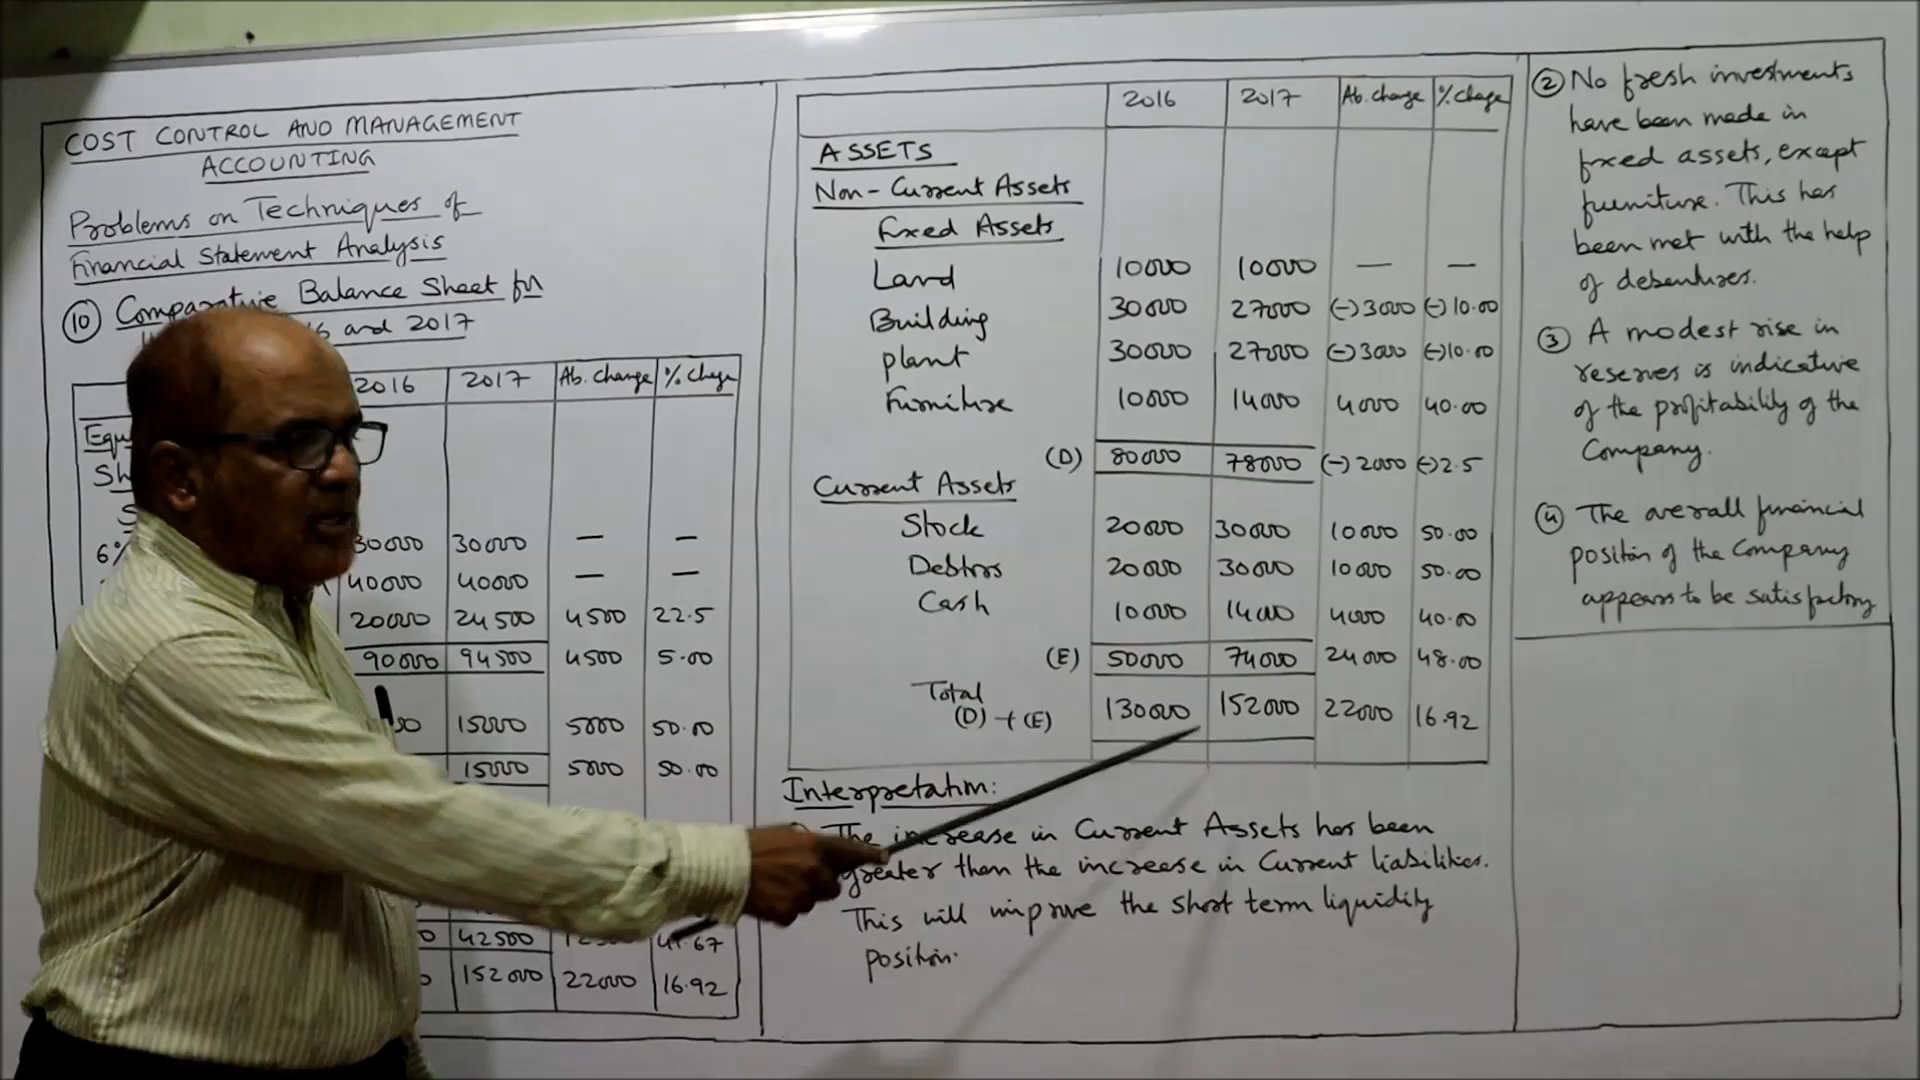 COST CONTROL AND MANAGEMENT
ACCOUNTING
Problems on Techniques of
Financial Statement Analysis
(10) Comparative Balance Sheet for
6 and 2017
2016 2017 Ab. change % Chage
Equ
Sh
S
6% 30000 30000 — —
40000 40000 — —
20000 24500 4500 22.5
90000 94500 4500 5.00
15000 5000 50.00
15000 5000 50.00
42500 67
152000 22000 16.92
2016 2017 Ab. change % Chage
ASSETS
Non-Current Assets
Fixed Assets
Land 10000 10000 — —
Building 30000 27000 (-) 3000 (-) 10.00
plant 30000 27000 (-) 3000 (-) 10.00
Furniture 10000 14000 4000 40.00
(D) 80000 78000 (-) 2000 (-) 2.5
Current Assets
Stock 20000 30000 10000 50.00
Debtors 20000 30000 10000 50.00
Cash 10000 14000 4000 40.00
(E) 50000 74000 24000 48.00
Total
(D) + (E) 130000 152000 22000 16.92
Interpretation:
The increase in Current Assets has been
greater than the increase in Current liabilities.
This will improve the short term liquidity
position.
(2) No fresh investments
have been made in
fixed assets, except
furniture. This has
been met with the help
of debentures.
(3) A modest rise in
reserves is indicative
of the profitability of the
Company.
(4) The overall financial
position of the Company
appears to be satisfactory